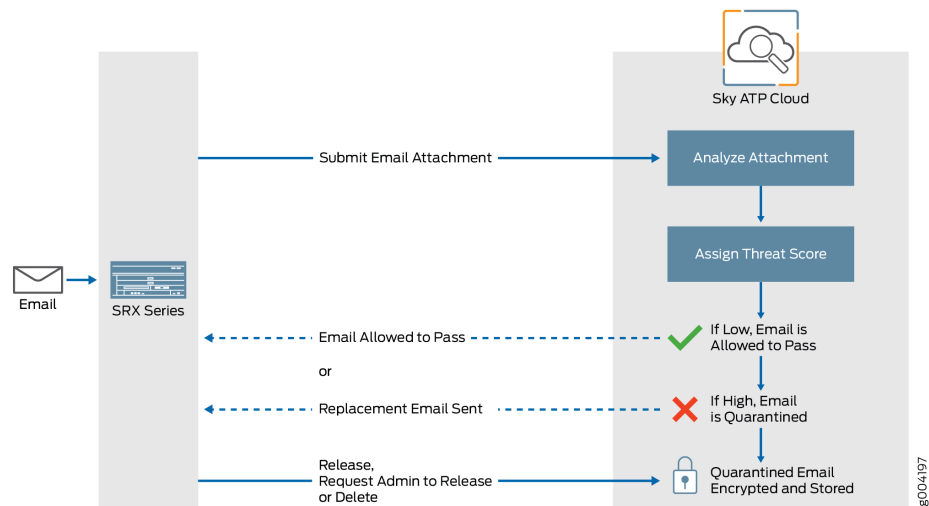 Sky ATP Cloud
Submit Email Attachment
Analyze Attachment
Assign Threat Score
Email
SRX Series
Email Allowed to Pass
If Low, Email is
Allowed to Pass
or
Replacement Email Sent
If High, Email
is Quarantined
Release,
Request Admin to Release
or Delete
Quarantined Email
Encrypted and Stored
g004197